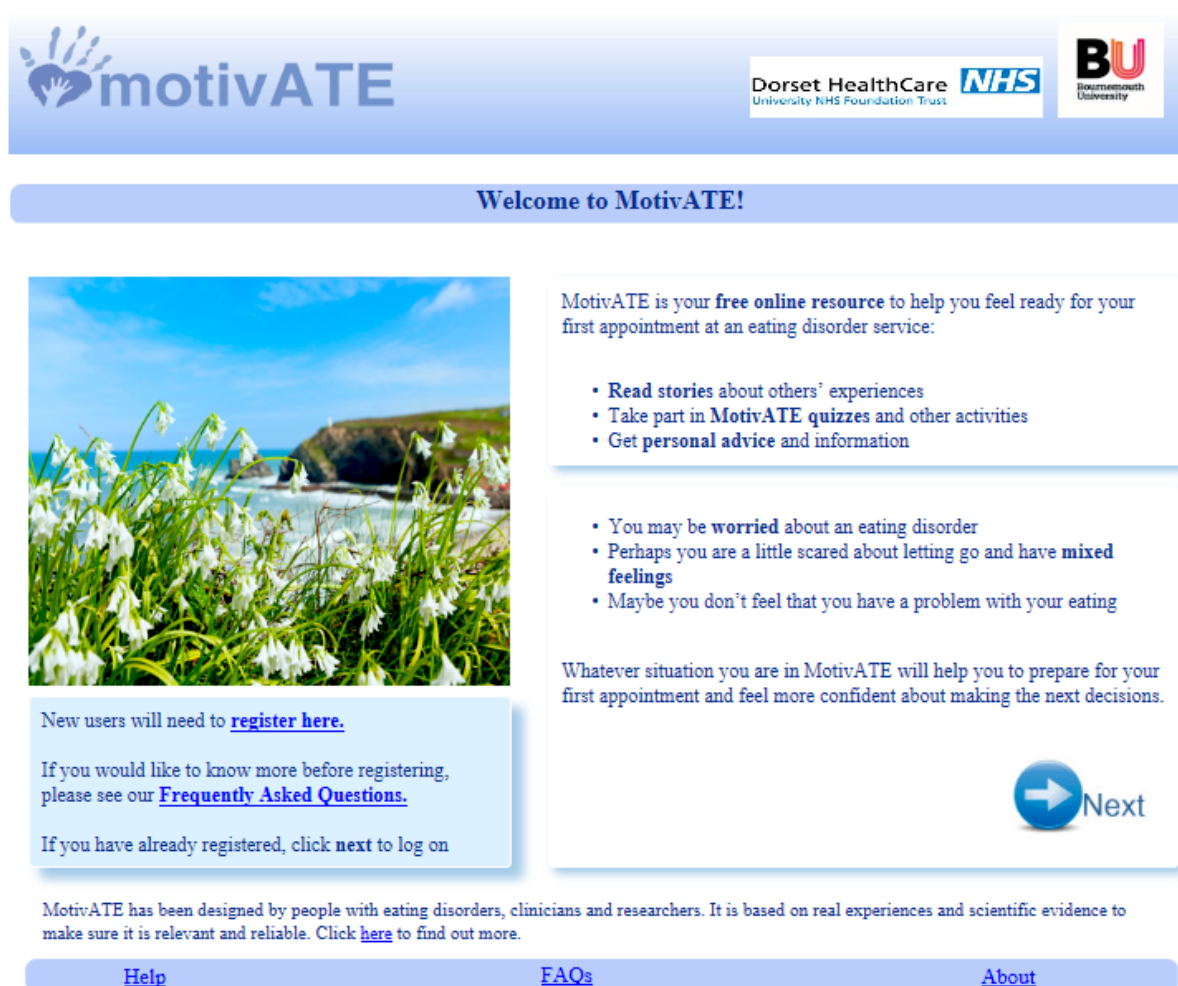 motivATE
Dorset HealthCare NHS
University NHS Foundation Trust
BU
Bournemouth
University
Welcome to MotivATE!
MotivATE is your free online resource to help you feel ready for your
first appointment at an eating disorder service:
• Read stories about others’ experiences
• Take part in MotivATE quizzes and other activities
• Get personal advice and information
• You may be worried about an eating disorder
• Perhaps you are a little scared about letting go and have mixed
feelings
• Maybe you don’t feel that you have a problem with your eating
Whatever situation you are in MotivATE will help you to prepare for your
first appointment and feel more confident about making the next decisions.
Next
New users will need to register here.
If you would like to know more before registering,
please see our Frequently Asked Questions.
If you have already registered, click next to log on
MotivATE has been designed by people with eating disorders, clinicians and researchers. It is based on real experiences and scientific evidence to
make sure it is relevant and reliable. Click here to find out more.
Help FAQs About